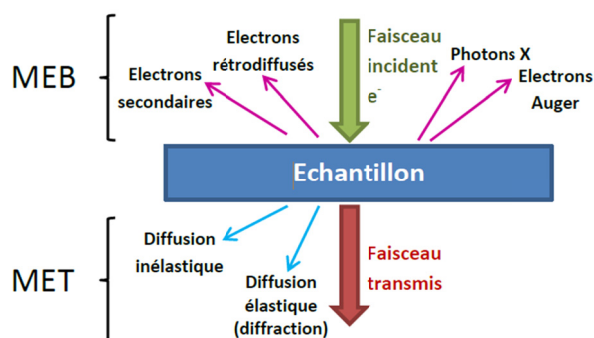 MEB
Electrons
secondaires
Electrons
rétrodiffusés
Faisceau
incident
e-
Photons X
Electrons
Auger
Echantillon
MET
Diffusion
inélastique
Diffusion
élastique
(diffraction)
Faisceau
transmis